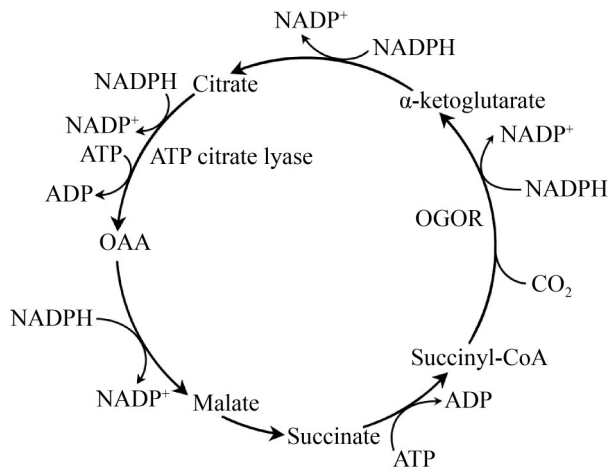 NADP⁺
NADPH
Citrate
NADPH
α-ketoglutarate
NADP⁺
NADP⁺
ATP
ATP citrate lyase
ADP
NADPH
OGOR
OAA
CO₂
NADPH
Succinyl-CoA
NADP⁺
Malate
ADP
Succinate
ATP